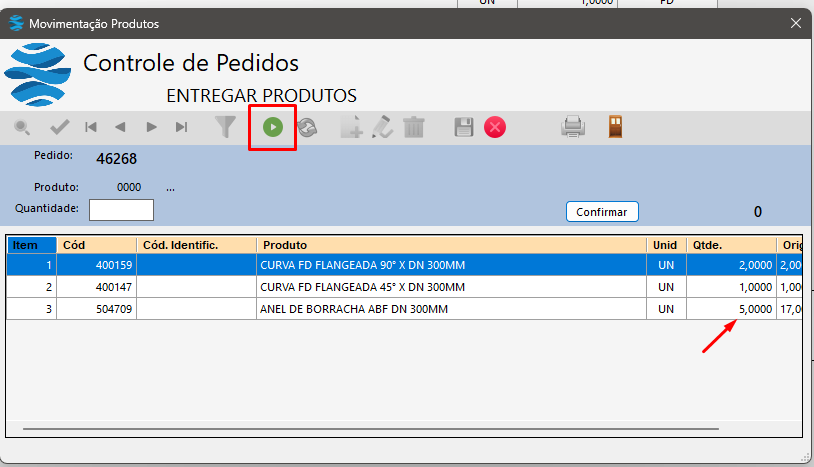 UN 1,0000 FD
Movimentação Produtos
Controle de Pedidos
ENTREGAR PRODUTOS
Pedido: 46268
Produto: 0000 ...
Quantidade:
Confirmar 0
Item Cód Cód. Identific. Produto Unid Qtde. Orig
1 400159 CURVA FD FLANGEADA 90° X DN 300MM UN 2,0000 2,00
2 400147 CURVA FD FLANGEADA 45° X DN 300MM UN 1,0000 1,00
3 504709 ANEL DE BORRACHA ABF DN 300MM UN 5,0000 17,0